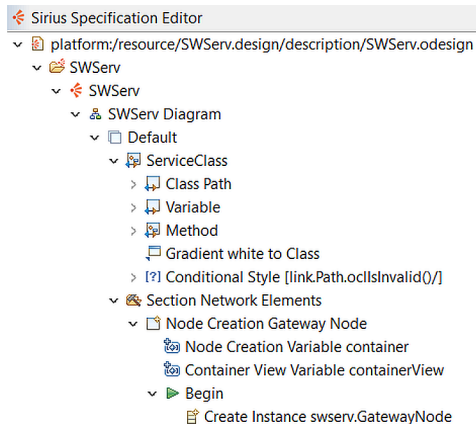 Sirius Specification Editor
platform:/resource/SWServ.design/description/SWServ.odesign
SWServ
SWServ
SWServ Diagram
Default
ServiceClass
Class Path
Variable
Method
Gradient white to Class
[?] Conditional Style [link.Path.oclIsInvalid()/]
Section Network Elements
Node Creation Gateway Node
Node Creation Variable container
Container View Variable containerView
Begin
Create Instance swserv.GatewayNode